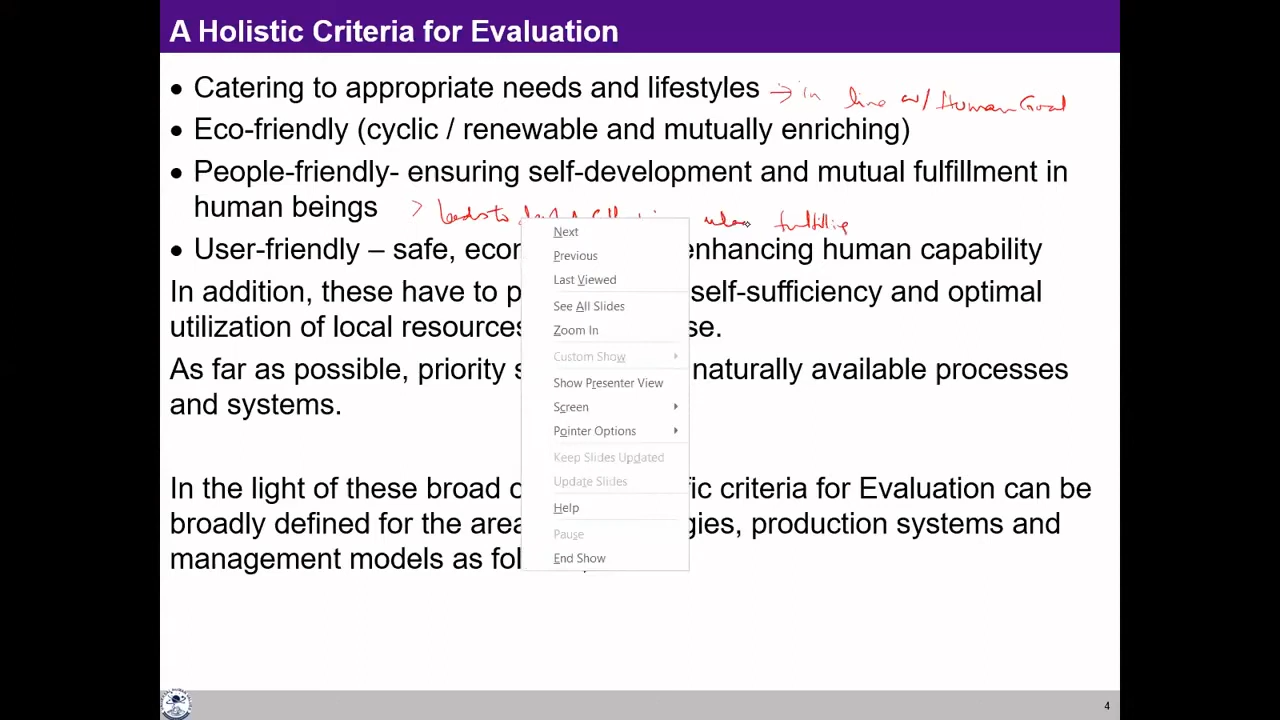 A Holistic Criteria for Evaluation
• Catering to appropriate needs and lifestyles → in line w/ Human Goal
• Eco-friendly (cyclic / renewable and mutually enriching)
• People-friendly- ensuring self-development and mutual fulfillment in
human beings > leads to fulfilling
• User-friendly – safe, econ enhancing human capability
In addition, these have to p self-sufficiency and optimal
utilization of local resources se.
As far as possible, priority s naturally available processes
and systems.
In the light of these broad c fic criteria for Evaluation can be
broadly defined for the area gies, production systems and
management models as fol
Next
Previous
Last Viewed
See All Slides
Zoom In
Custom Show
Show Presenter View
Screen
Pointer Options
Keep Slides Updated
Update Slides
Help
Pause
End Show
4